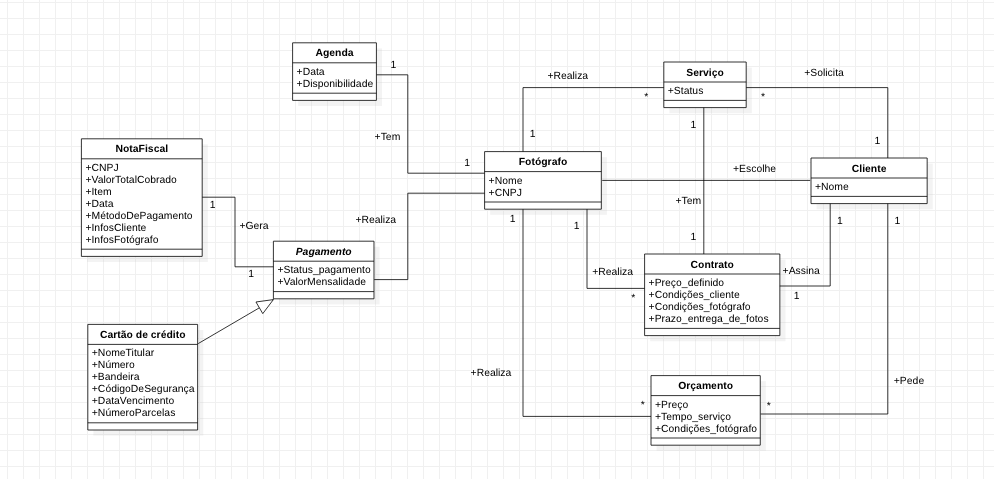 Agenda
+Data
+Disponibilidade
1
+Tem
1
+Realiza
*
1
Serviço
+Status
+Solicita
*
1
NotaFiscal
+CNPJ
+ValorTotalCobrado
+Item
+Data
+MétodoDePagamento
+InfosCliente
+InfosFotógrafo
1
+Gera
1
Fotógrafo
+Nome
+CNPJ
+Escolhe
Cliente
+Nome
1
+Tem
1
+Realiza
Pagamento
+Status_pagamento
+ValorMensalidade
1
1
+Realiza
*
Contrato
+Preço_definido
+Condições_cliente
+Condições_fotógrafo
+Prazo_entrega_de_fotos
1
+Assina
1
1
Cartão de crédito
+NomeTitular
+Número
+Bandeira
+CódigoDeSegurança
+DataVencimento
+NúmeroParcelas
+Realiza
*
Orçamento
+Preço
+Tempo_serviço
+Condições_fotógrafo
*
+Pede